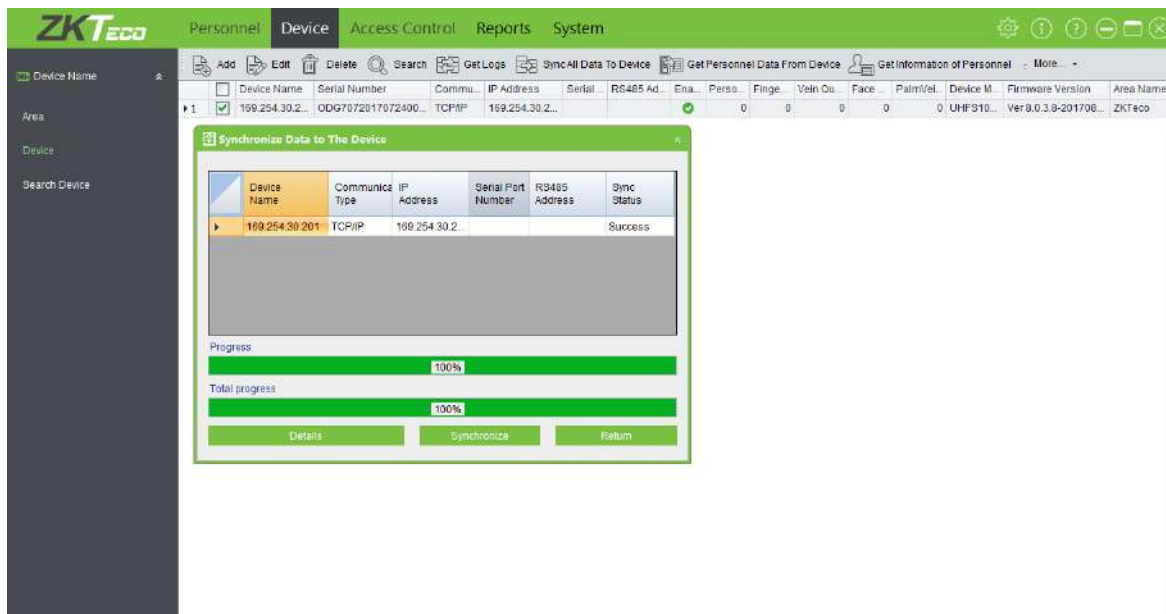 ZKTeco
Personnel Device Access Control Reports System
Add Edit Delete Search Get Logs Sync All Data To Device Get Personnel Data From Device Get Information of Personnel More...
Device Name
Device Name Serial Number Commu... IP Address Serial ... RS485 Ad... Ena... Perso... Finge... Vein Qu... Face ... PalmVei... Device M... Firmware Version Area Name
1 169.254.30.2... ODG7072017072400... TCP/IP 169.254.30.2... 0 0 0 0 0 UHFS10... Ver 8.0.3.8-201706... ZKTeco
Area
Device
Search Device
Synchronize Data to The Device
Device Name Communica Type IP Address Serial Port Number RS485 Address Sync Status
169.254.30.201 TCP/IP 169.254.30.2... Success
Progress
100%
Total progress
100%
Details Synchronize Return